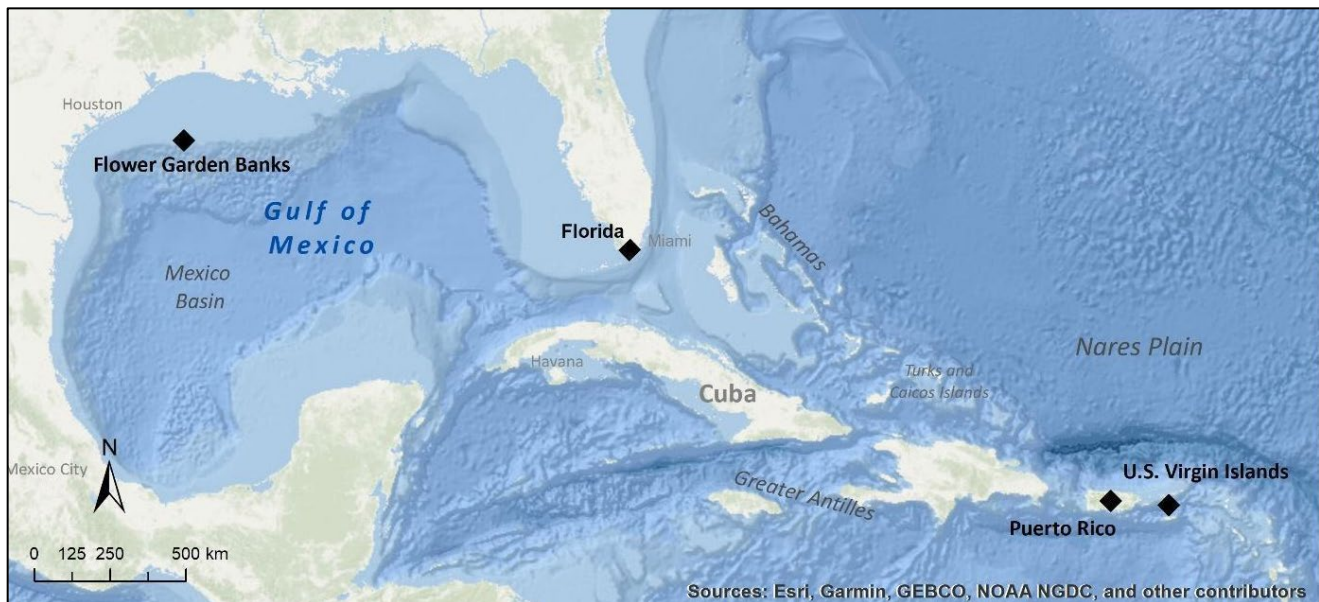 Houston
Flower Garden Banks
Gulf of
Mexico
Mexico
Basin
Florida
Miami
Bahamas
Nares Plain
Havana
Cuba
Turks and
Caicos Islands
Mexico City
N
Greater Antilles
U.S. Virgin Islands
Puerto Rico
0 125 250 500 km
Sources: Esri, Garmin, GEBCO, NOAA NGDC, and other contributors